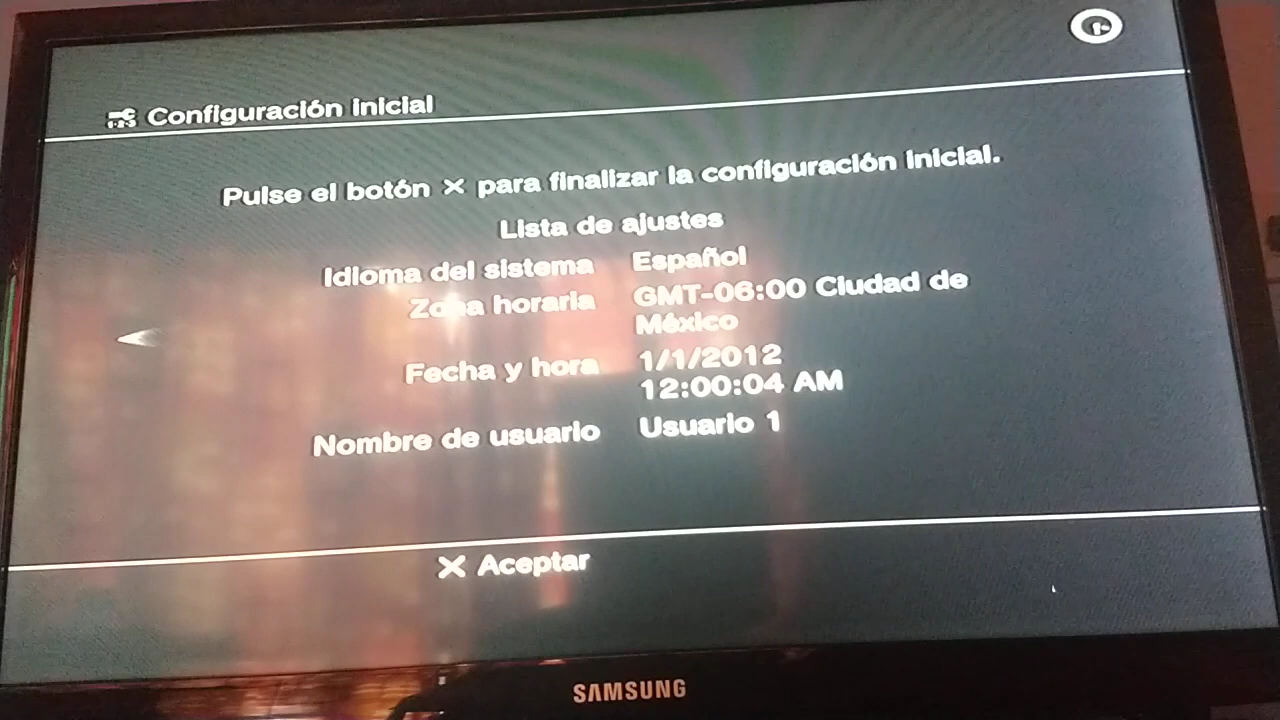 Configuración inicial
Pulse el botón X para finalizar la configuración inicial.
Lista de ajustes
Idioma del sistema Español
Zona horaria GMT-06:00 Ciudad de
México
Fecha y hora 1/1/2012
12:00:04 AM
Nombre de usuario Usuario 1
X Aceptar
SAMSUNG